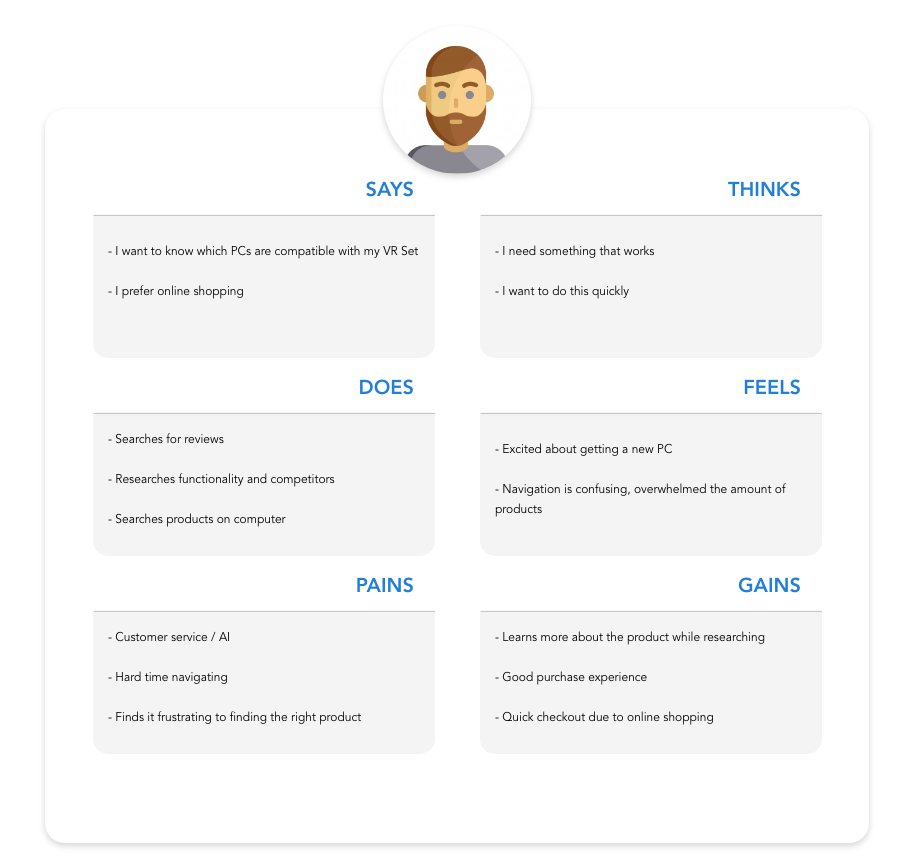 SAYS
- I want to know which PCs are compatible with my VR Set
- I prefer online shopping
THINKS
- I need something that works
- I want to do this quickly
DOES
- Searches for reviews
- Researches functionality and competitors
- Searches products on computer
FEELS
- Excited about getting a new PC
- Navigation is confusing, overwhelmed the amount of
products
PAINS
- Customer service / AI
- Hard time navigating
- Finds it frustrating to finding the right product
GAINS
- Learns more about the product while researching
- Good purchase experience
- Quick checkout due to online shopping